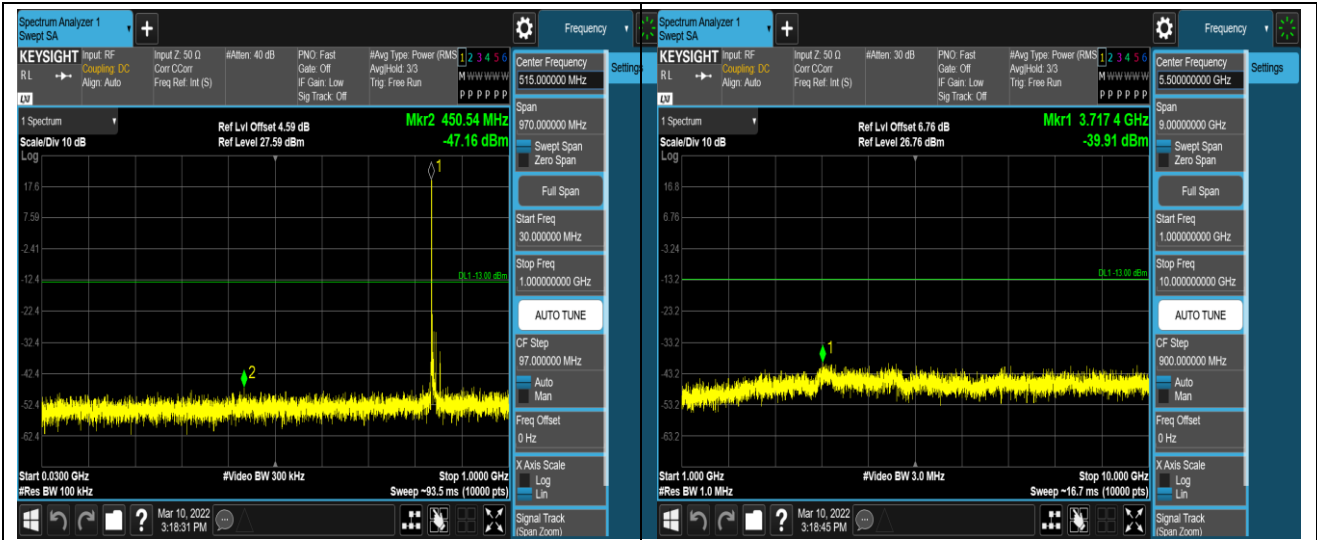 Spectrum Analyzer 1
Swept SA
+
Frequency
KEYSIGHT
RL
LXI
Input: RF
Coupling: DC
Align: Auto
Input Z: 50 Ω
Corr CCorr
Freq Ref: Int (S)
#Atten: 40 dB
PNO: Fast
Gate: Off
IF Gain: Low
Sig Track: Off
#Avg Type: Power (RMS
Avg|Hold: 3/3
Trig: Free Run
1 2 3 4 5 6
M W W W W W
P P P P P P
Center Frequency
515.000000 MHz
Settings
1 Spectrum
Scale/Div 10 dB
Log
Ref Lvl Offset 4.59 dB
Ref Level 27.59 dBm
Mkr2 450.54 MHz
-47.16 dBm
Span
970.000000 MHz
Swept Span
Zero Span
Full Span
Start Freq
30.000000 MHz
Stop Freq
1.000000000 GHz
AUTO TUNE
CF Step
97.000000 MHz
Auto
Man
Freq Offset
0 Hz
X Axis Scale
Log
Lin
Signal Track
(Span Zoom)
1
17.6
7.59
-2.41
DL1 -13.00 dBm
-12.4
-22.4
-32.4
-42.4
2
-52.4
-62.4
Start 0.0300 GHz
#Video BW 300 kHz
Stop 1.0000 GHz
#Res BW 100 kHz
Sweep ~93.5 ms (10000 pts)
?
Mar 10, 2022
3:18:31 PM
Spectrum Analyzer 1
Swept SA
+
Frequency
KEYSIGHT
RL
LXI
Input: RF
Coupling: DC
Align: Auto
Input Z: 50 Ω
Corr CCorr
Freq Ref: Int (S)
#Atten: 30 dB
PNO: Fast
Gate: Off
IF Gain: Low
Sig Track: Off
#Avg Type: Power (RMS
Avg|Hold: 3/3
Trig: Free Run
1 2 3 4 5 6
M W W W W W
P P P P P P
Center Frequency
5.500000000 GHz
Settings
1 Spectrum
Scale/Div 10 dB
Log
Ref Lvl Offset 6.76 dB
Ref Level 26.76 dBm
Mkr1 3.717 4 GHz
-39.91 dBm
Span
9.00000000 GHz
Swept Span
Zero Span
Full Span
Start Freq
1.000000000 GHz
Stop Freq
10.000000000 GHz
AUTO TUNE
CF Step
900.000000 MHz
Auto
Man
Freq Offset
0 Hz
X Axis Scale
Log
Lin
Signal Track
(Span Zoom)
16.8
6.76
-3.24
DL1 -13.00 dBm
-13.2
-23.2
-33.2
1
-43.2
-53.2
-63.2
Start 1.000 GHz
#Video BW 3.0 MHz
Stop 10.000 GHz
#Res BW 1.0 MHz
Sweep ~16.7 ms (10000 pts)
?
Mar 10, 2022
3:18:45 PM